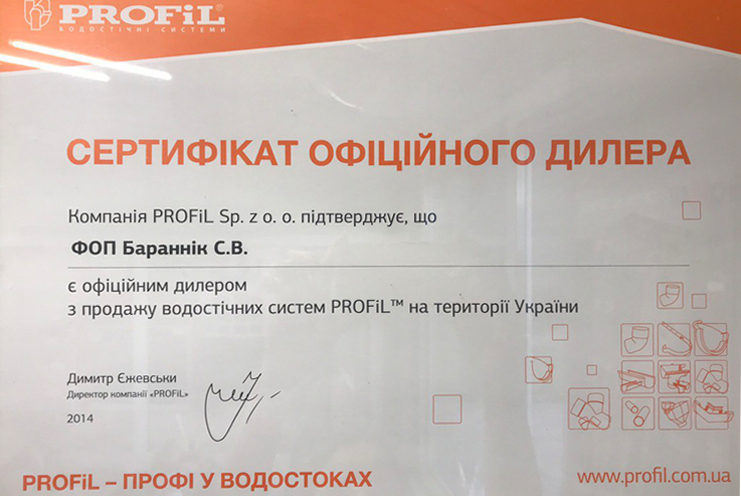 PROFiL
ВОДОСТІЧНІ СИСТЕМИ
СЕРТИФІКАТ ОФІЦІЙНОГО ДИЛЕРА
Компанія PROFiL Sp. z o. o. підтверджує, що
ФОП Бараннік С.В.
є офіційним дилером
з продажу водостічних систем PROFiL™ на території України
Димитр Єжевськи
Директор компанії «PROFiL»
2014
PROFiL – ПРОФІ У ВОДОСТОКАХ
www.profil.com.ua